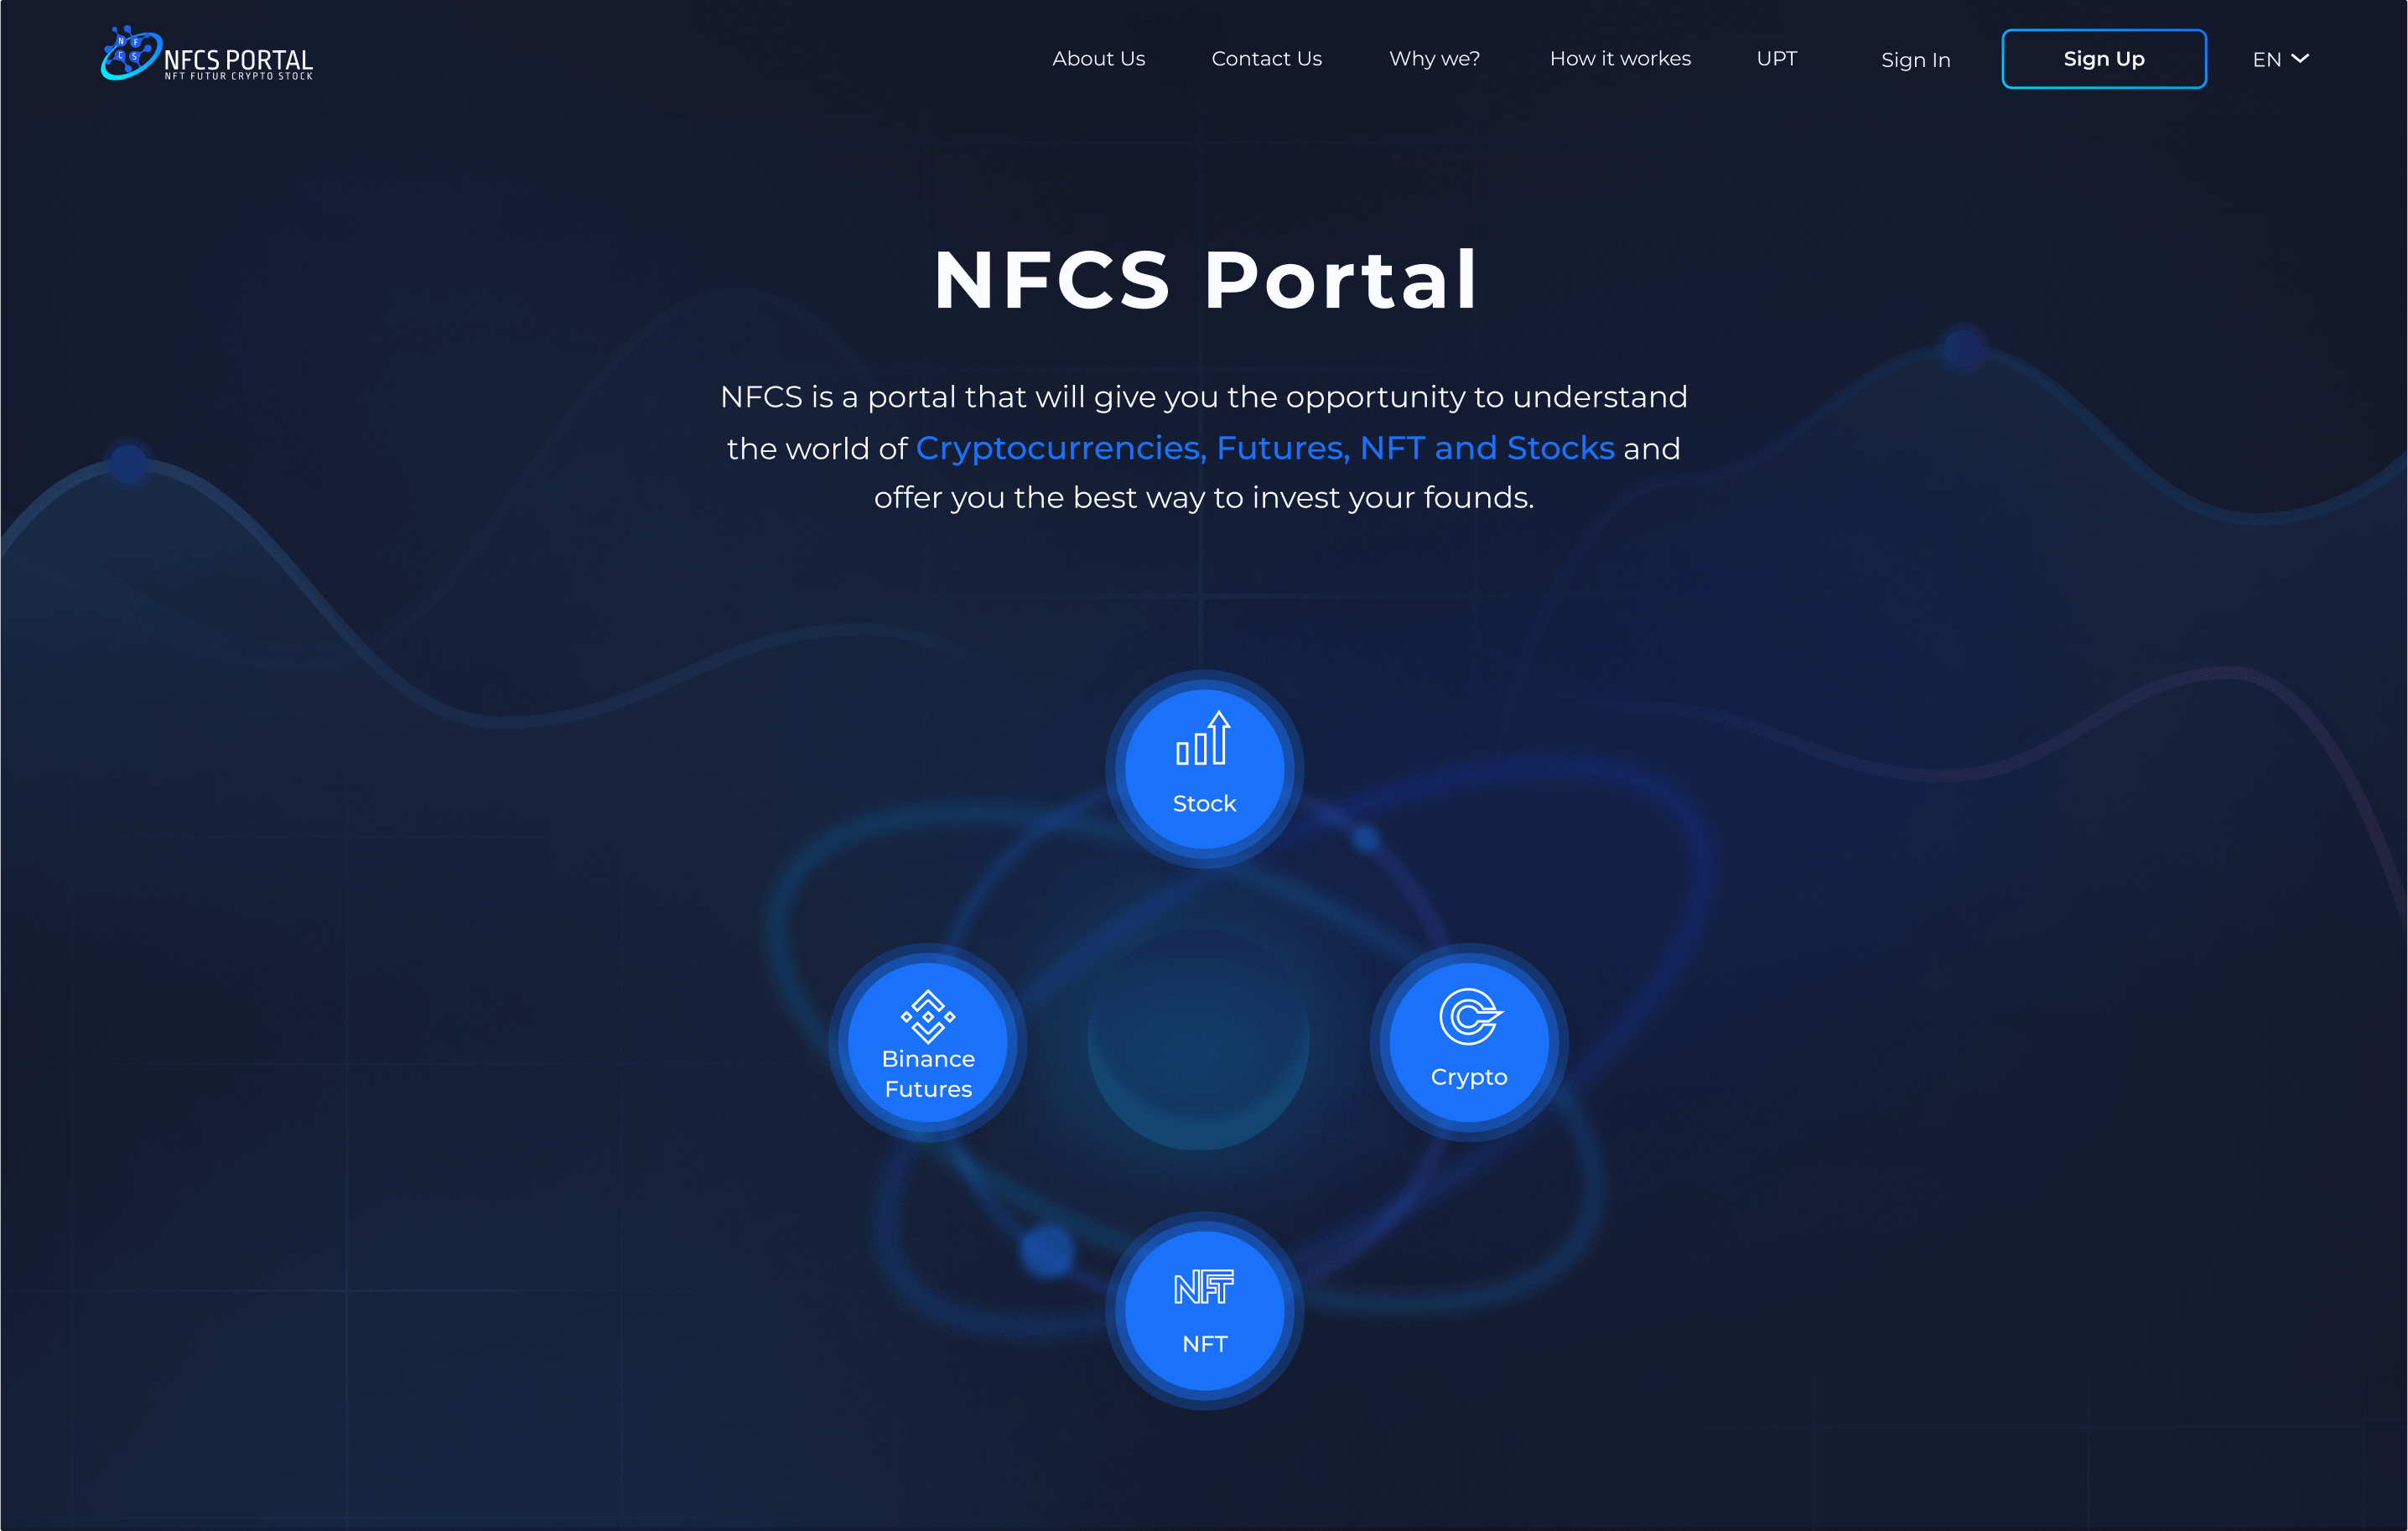 N F
C S
NFCS PORTAL
NFT FUTUR CRYPTO STOCK
About Us
Contact Us
Why we?
How it workes
UPT
Sign In
Sign Up
EN
NFCS Portal
NFCS is a portal that will give you the opportunity to understand
the world of Cryptocurrencies, Futures, NFT and Stocks and
offer you the best way to invest your founds.
Stock
Binance
Futures
Crypto
NFT
NFT